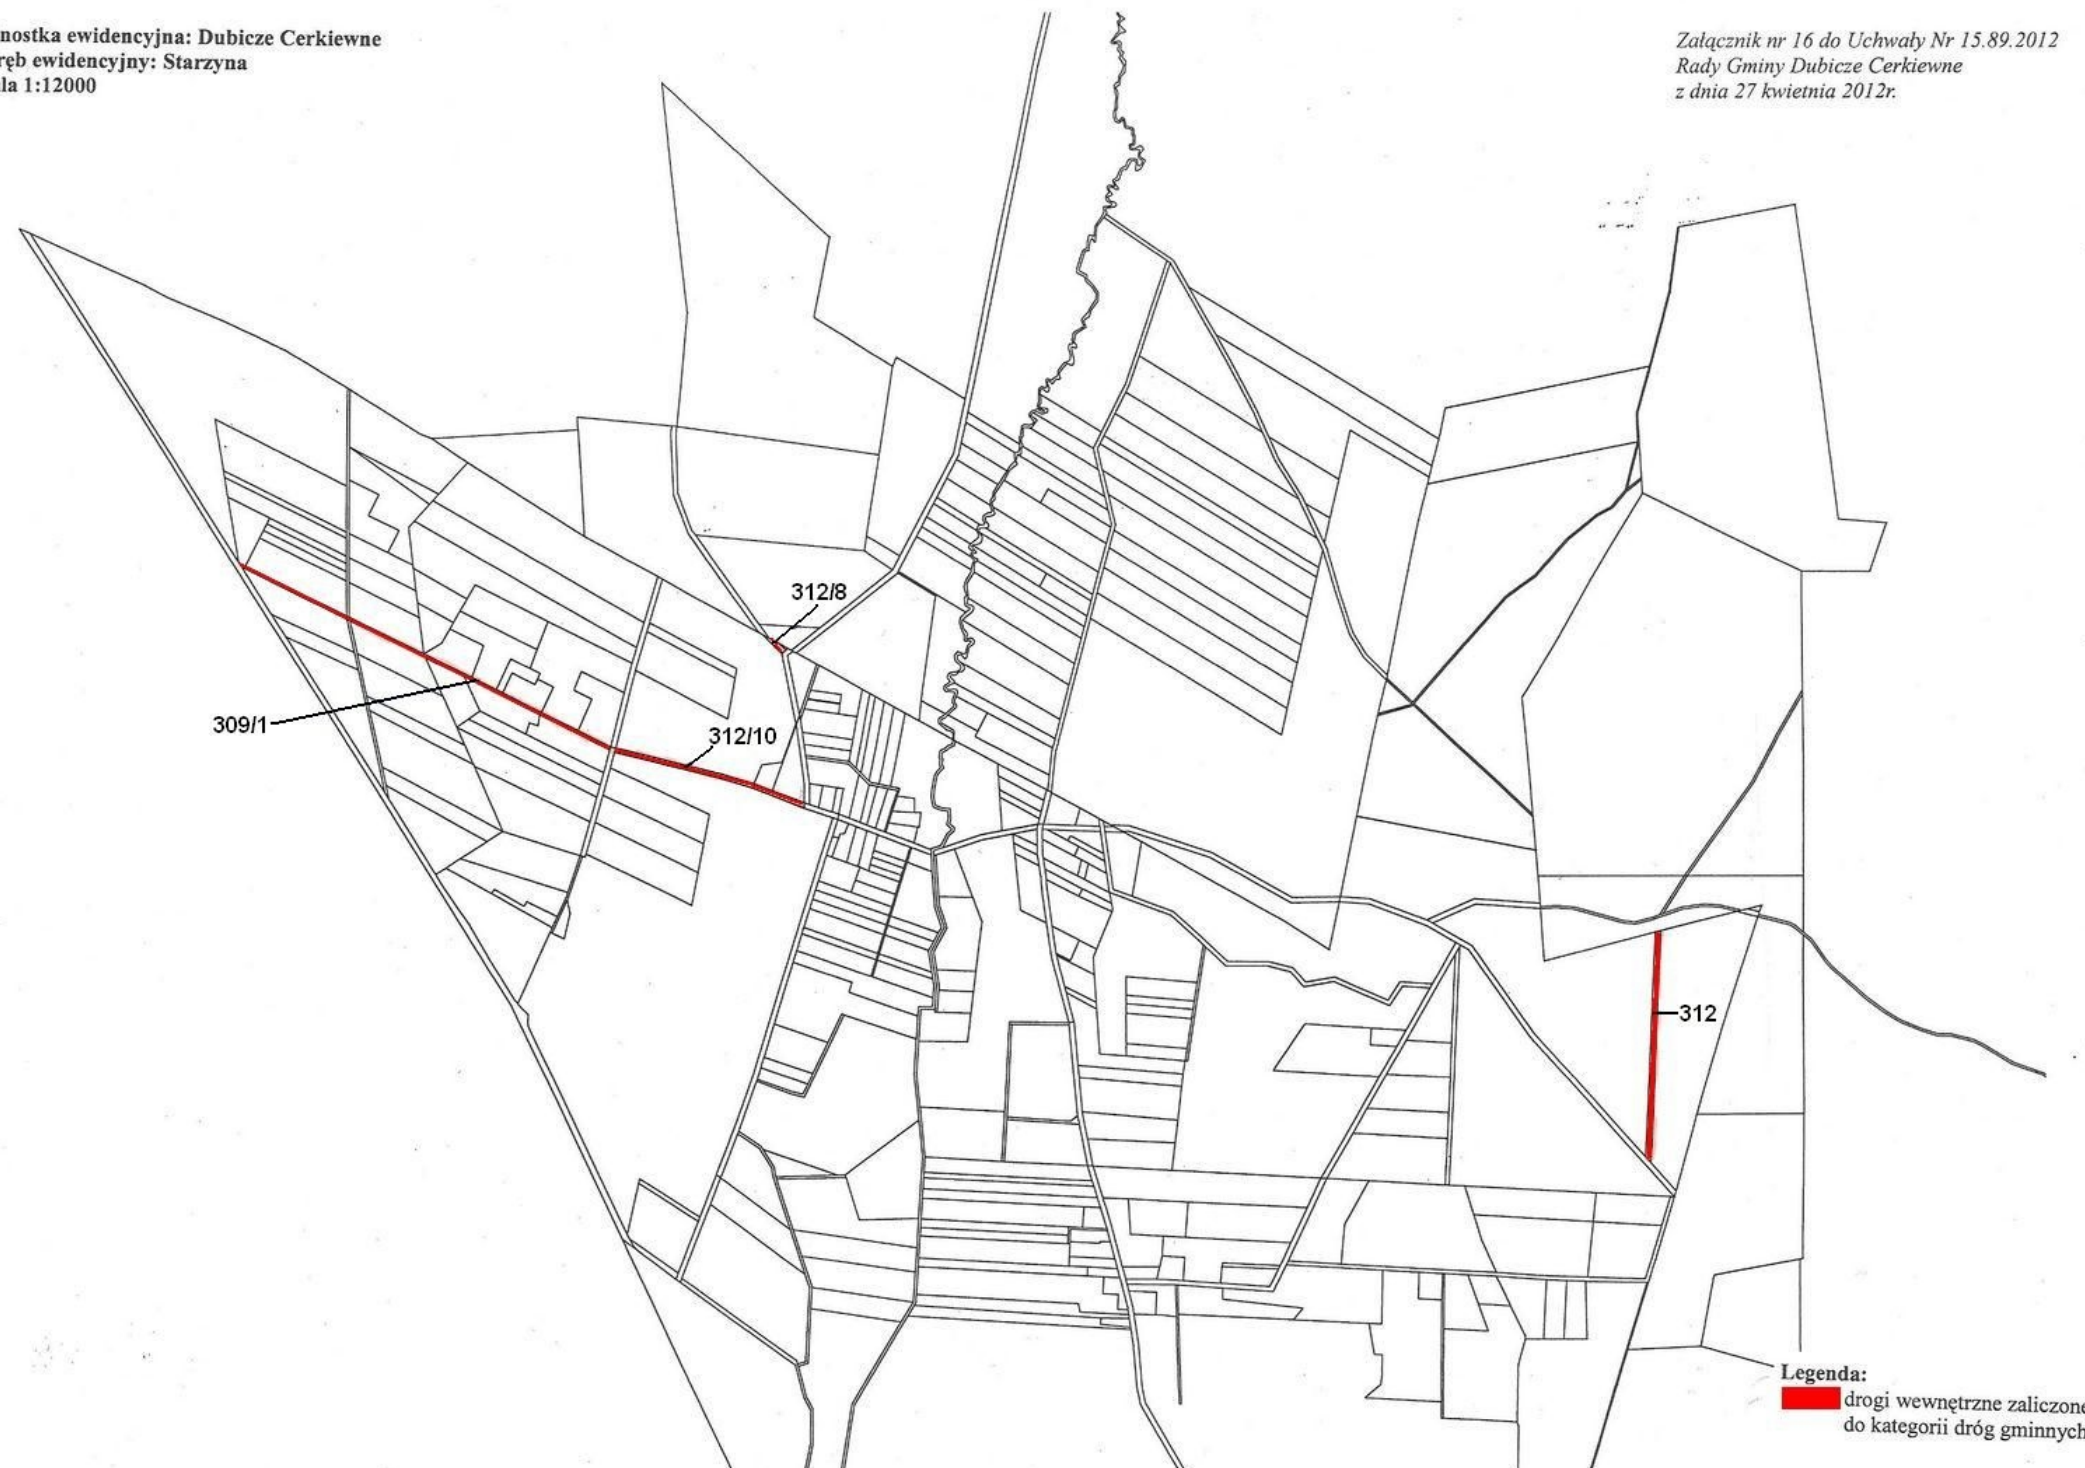 nostka ewidencyjna: Dubicze Cerkiewne
ręb ewidencyjny: Starzyna
la 1:12000
Załącznik nr 16 do Uchwały Nr 15.89.2012
Rady Gminy Dubicze Cerkiewne
z dnia 27 kwietnia 2012r.
312/8
309/1
312/10
312
Legenda:
drogi wewnętrzne zaliczone
do kategorii dróg gminnych